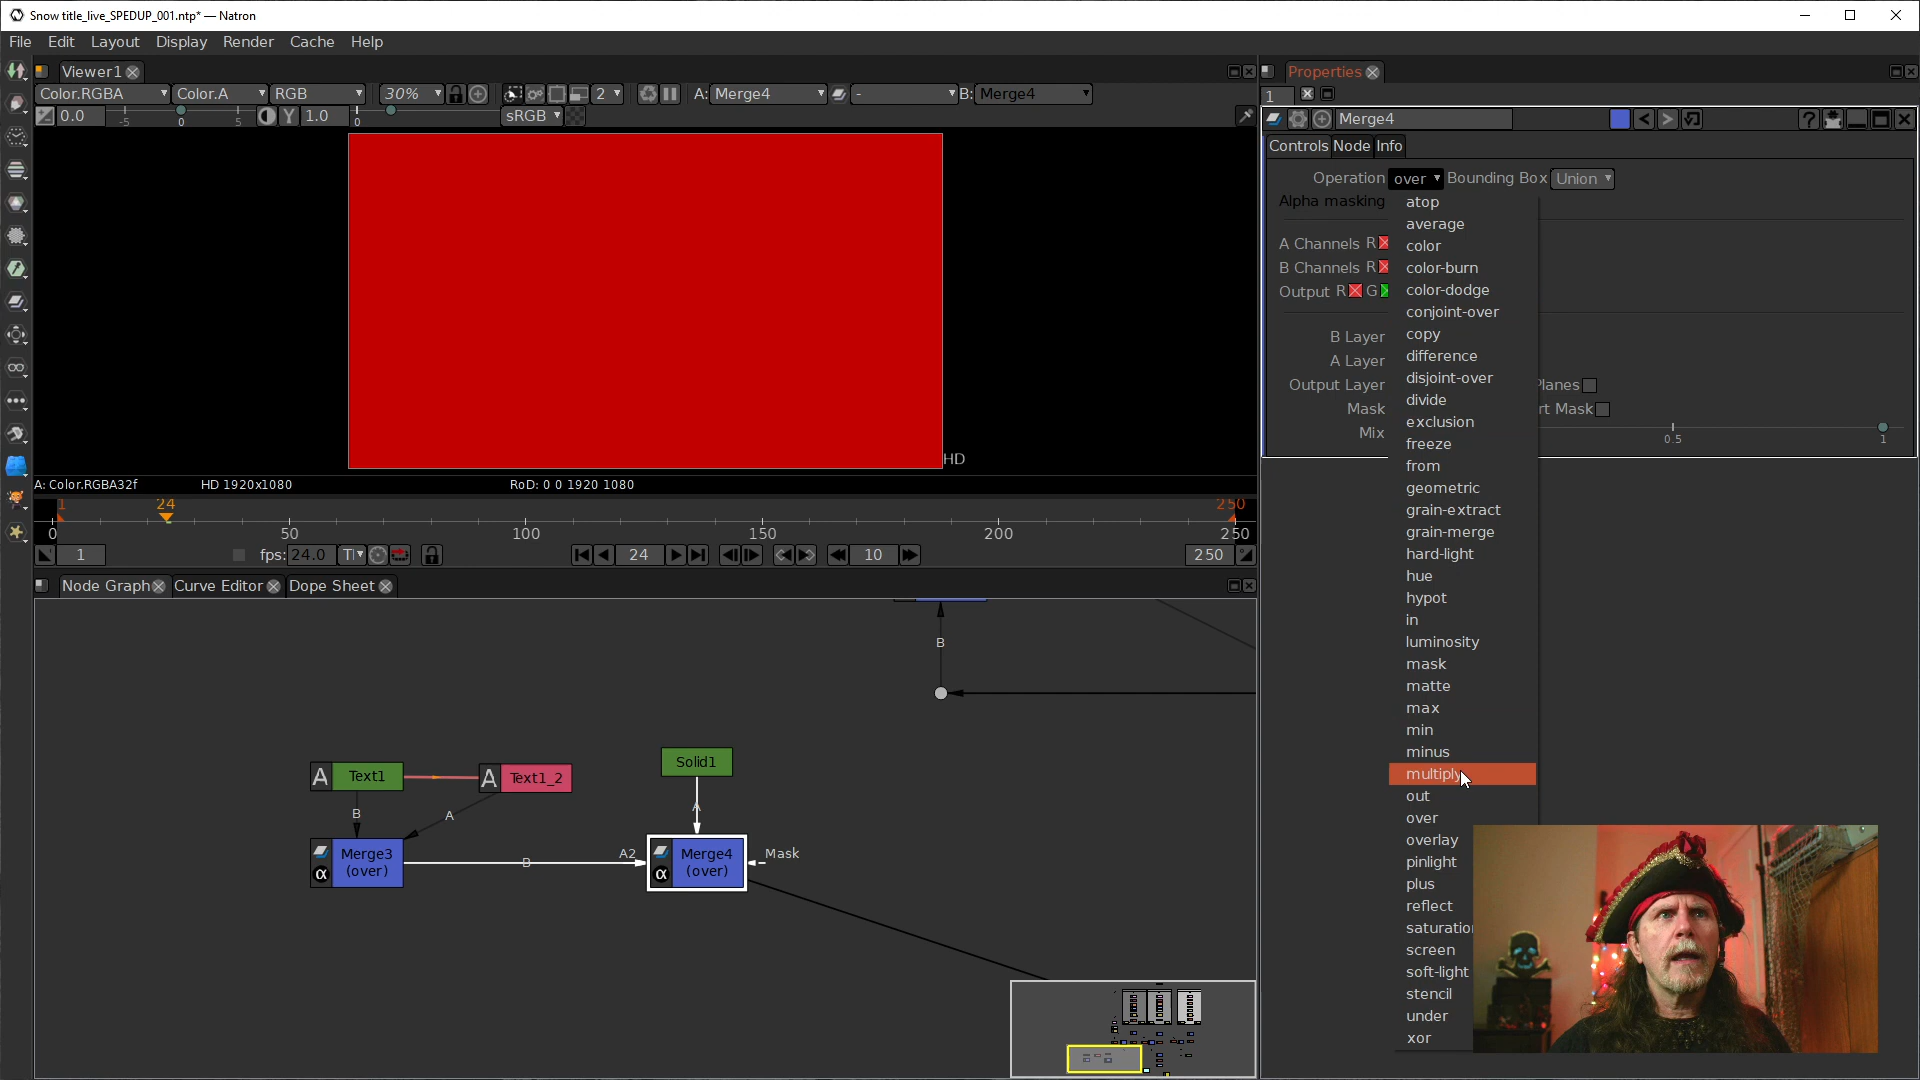 Snow title_live_SPEDUP_001.ntp* — Natron
File Edit Layout Display Render Cache Help
Viewer1
Color.RGBA Color.A RGB 30% 2 A: Merge4 - B: Merge4
0.0 -5 0 5 Y 1.0 0 sRGB
HD
A: Color.RGBA32f HD 1920x1080 RoD: 0 0 1920 1080
1 24 250
0 50 100 150 200 250
1 fps: 24.0 24 10 250
Node Graph Curve Editor Dope Sheet
B
Text1
A
Text1_2
A
B
A
Solid1
A
Merge3
(over)
α
B
A2
Merge4
(over)
α
Mask
Properties
1
Merge4
?
Controls Node Info
Operation over Bounding Box Union
Alpha masking
A Channels R
B Channels R
Output R G
B Layer
A Layer
Output Layer Planes
Mask rt Mask
Mix 0.5 1
atop
average
color
color-burn
color-dodge
conjoint-over
copy
difference
disjoint-over
divide
exclusion
freeze
from
geometric
grain-extract
grain-merge
hard-light
hue
hypot
in
luminosity
mask
matte
max
min
minus
multiply
out
over
overlay
pinlight
plus
reflect
saturatio
screen
soft-light
stencil
under
xor